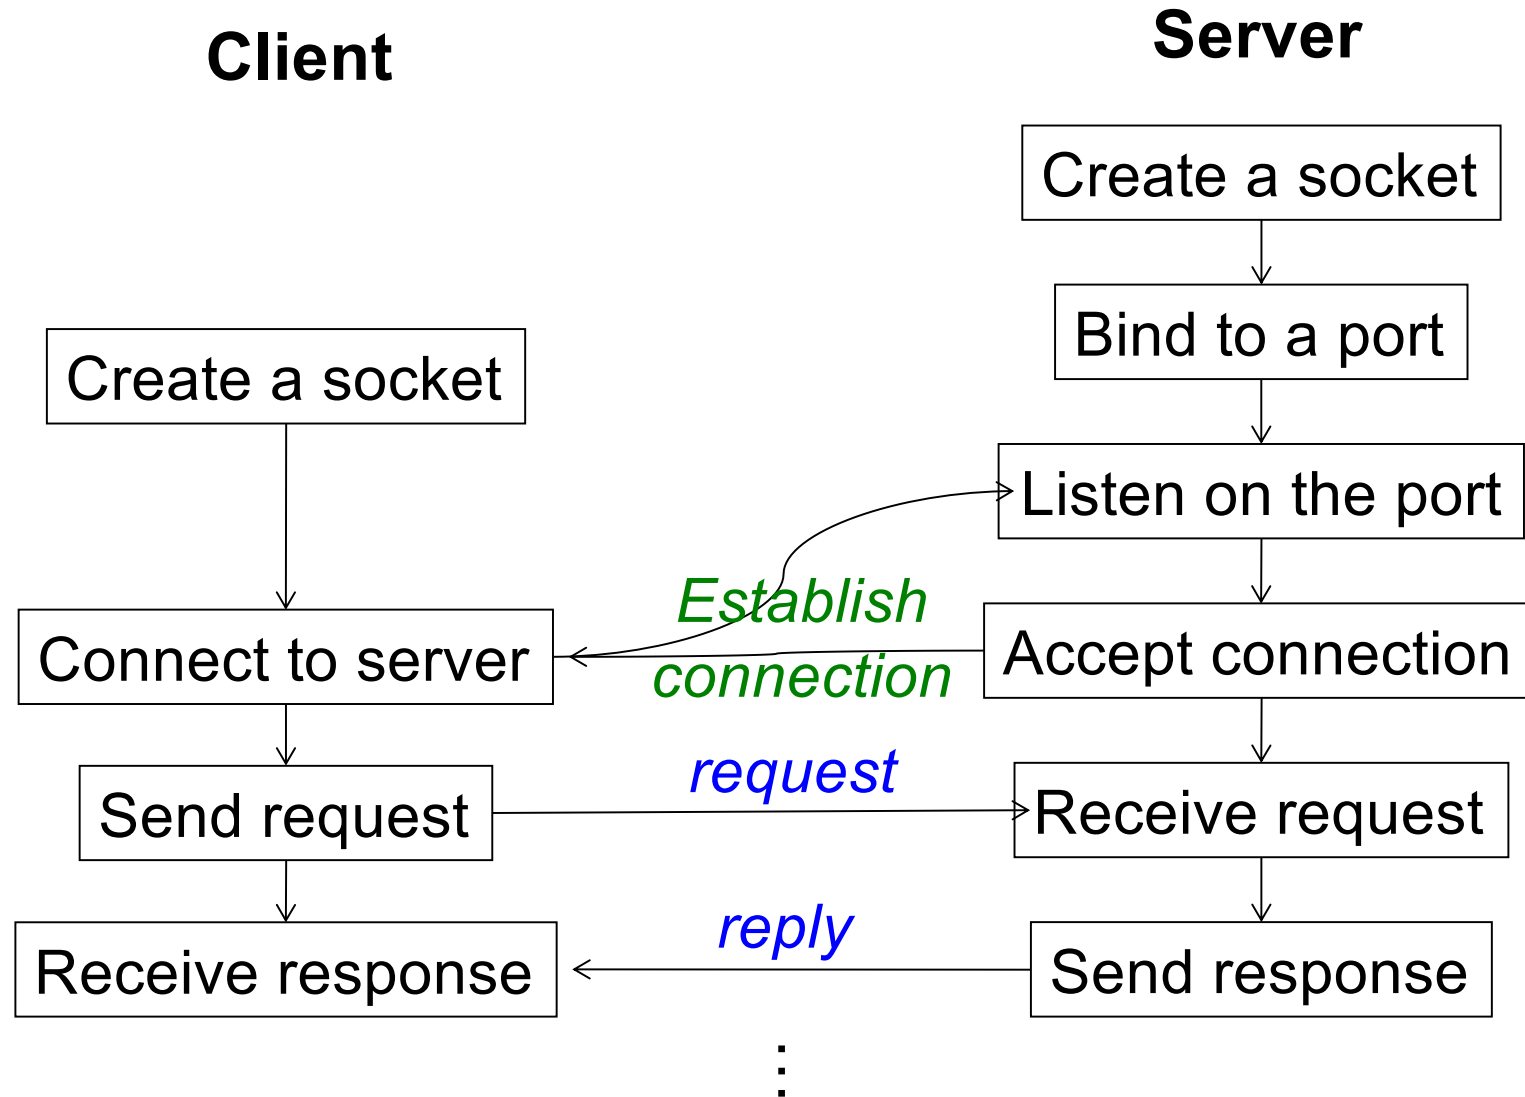 Client
Server
Create a socket
Bind to a port
Create a socket
Listen on the port
Establish
connection
Connect to server
Accept connection
request
Send request
Receive request
reply
Receive response
Send response
⋮